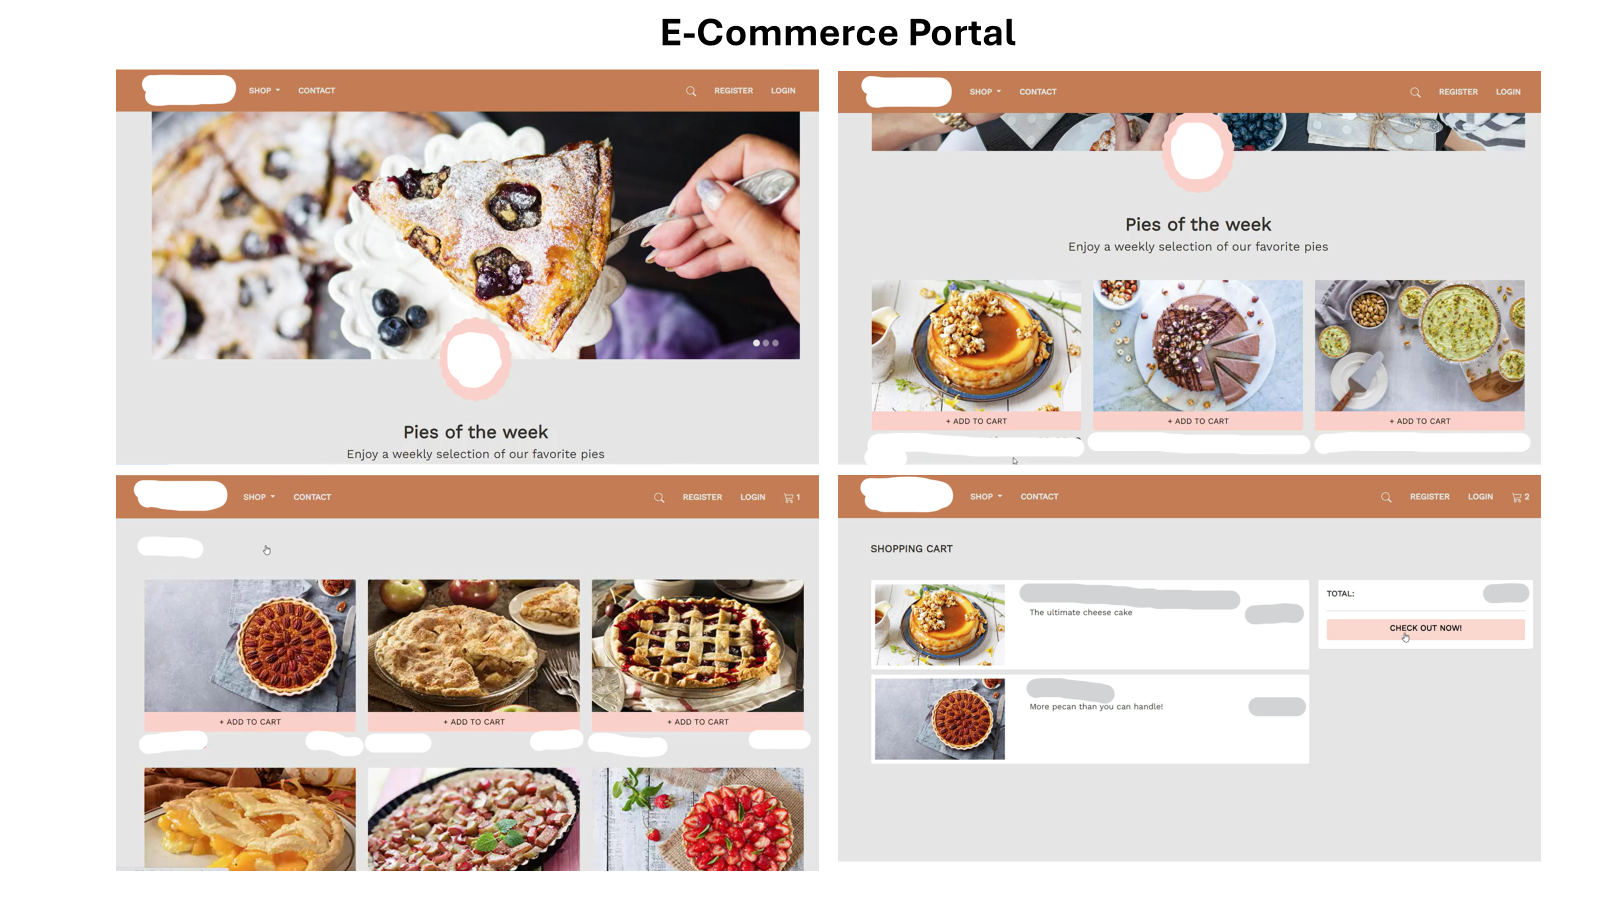 E-Commerce Portal
SHOP CONTACT REGISTER LOGIN
Pies of the week
Enjoy a weekly selection of our favorite pies
SHOP CONTACT REGISTER LOGIN
Pies of the week
Enjoy a weekly selection of our favorite pies
+ ADD TO CART + ADD TO CART + ADD TO CART
SHOP CONTACT REGISTER LOGIN 1
+ ADD TO CART + ADD TO CART + ADD TO CART
SHOP CONTACT REGISTER LOGIN 2
SHOPPING CART
The ultimate cheese cake
TOTAL:
CHECK OUT NOW!
More pecan than you can handle!